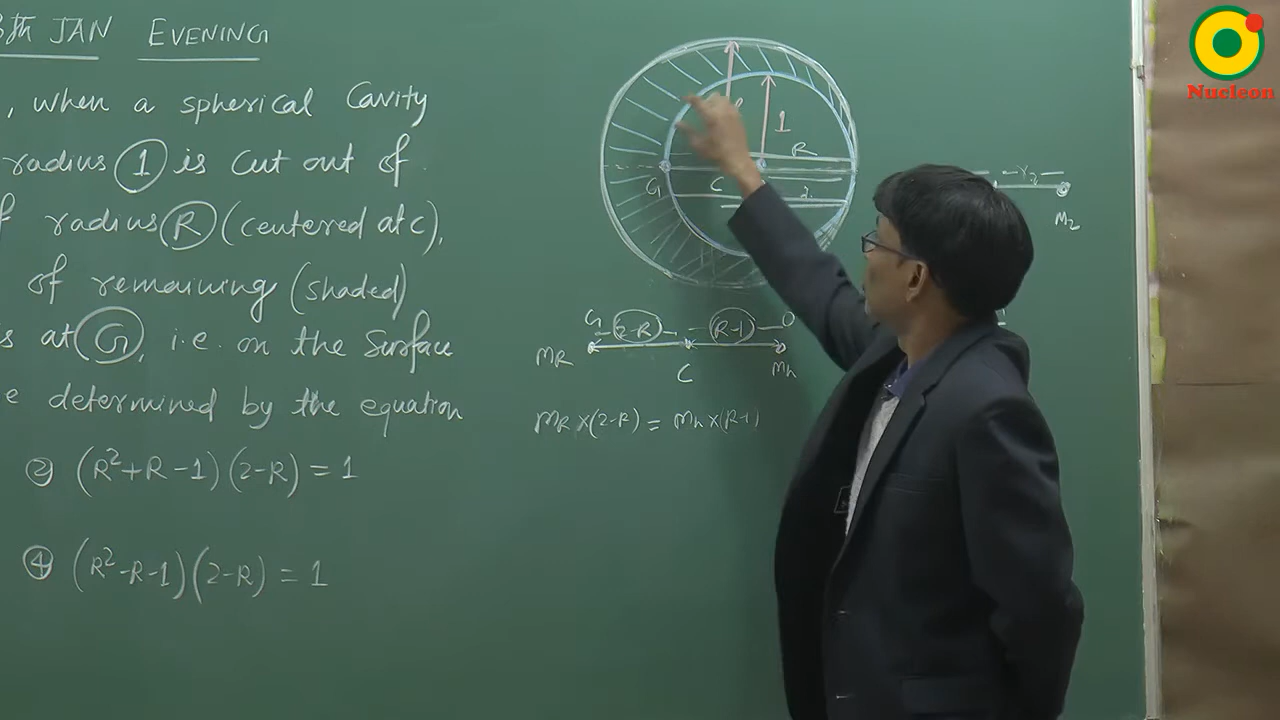 JAN EVENING
, when a spherical Cavity
radius 1 is cut out of
radius R (centered at c),
of remaining (shaded)
is at G, i.e. on the surface
e determined by the equation
② (R²+R-1)(2-R) = 1
④ (R²-R-1)(2-R) = 1
1
R
G
C
2
G 2-R R-1 O
MR C Mh
MR×(2-R) = Mh×(R-1)
M2
Nucleon